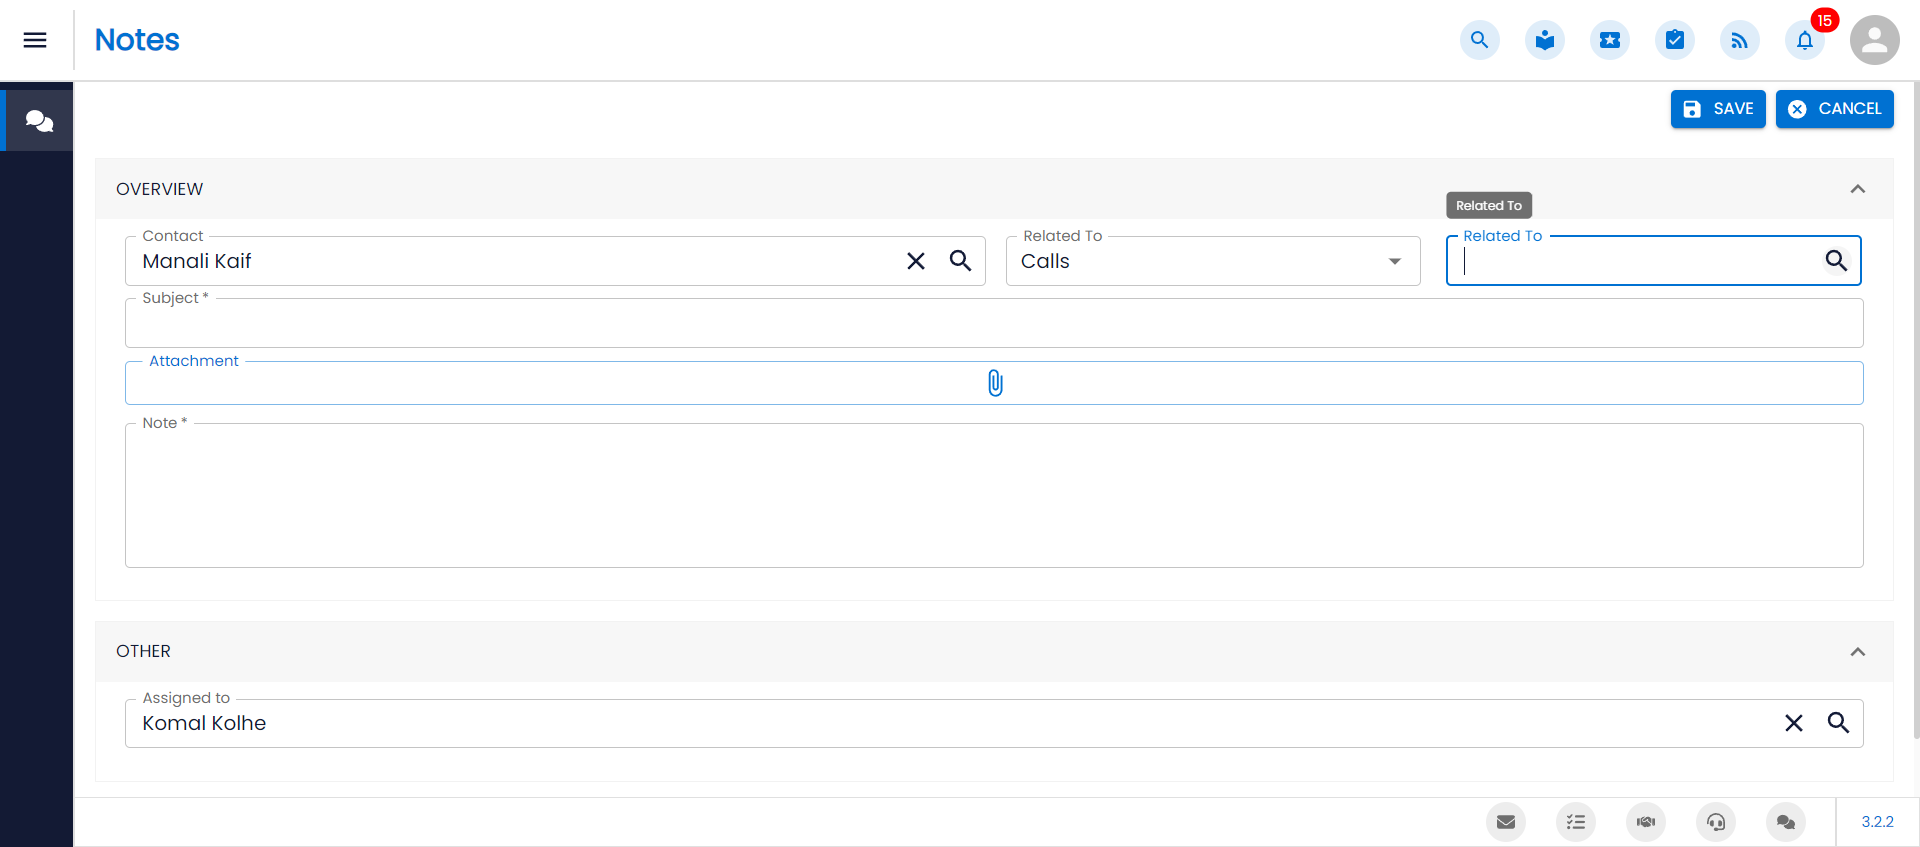 Notes
15
SAVE
CANCEL
OVERVIEW
Related To
Contact
Manali Kaif
Related To
Calls
Related To
Subject *
Attachment
Note *
OTHER
Assigned to
Komal Kolhe
3.2.2